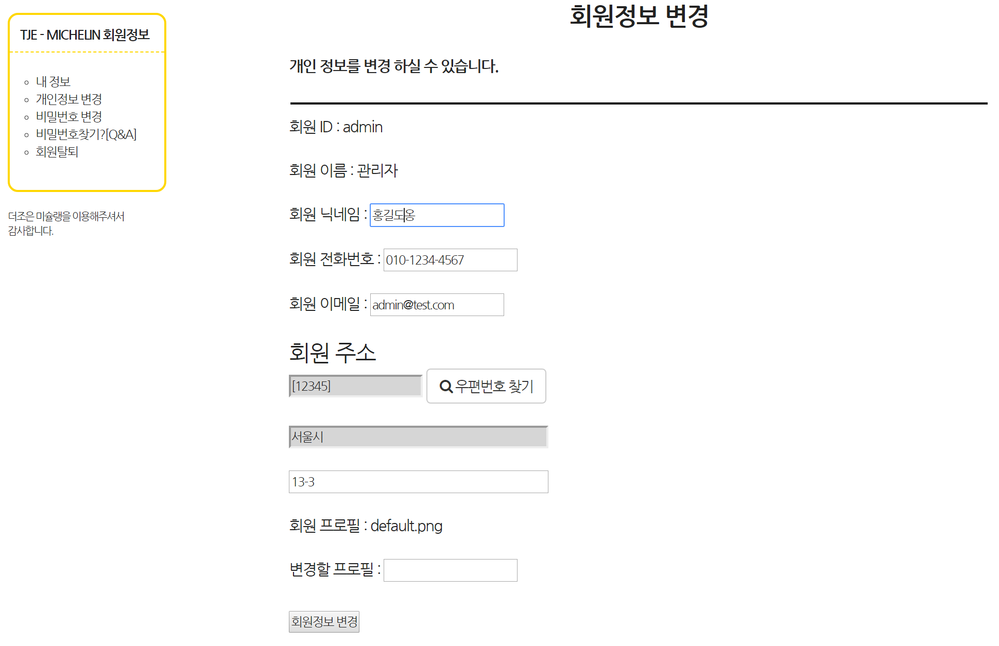 TJE - MICHELIN 회원정보
내 정보
개인정보 변경
비밀번호 변경
비밀번호찾기?[Q&A]
회원탈퇴
더조은 미슐랭을 이용해주셔서
감사합니다.
회원정보 변경
개인 정보를 변경 하실 수 있습니다.
회원 ID : admin
회원 이름 : 관리자
회원 닉네임 : 홍길도옹
회원 전화번호 : 010-1234-4567
회원 이메일 : admin@test.com
회원 주소
[12345] 우편번호 찾기
서울시
13-3
회원 프로필 : default.png
변경할 프로필 :
회원정보 변경